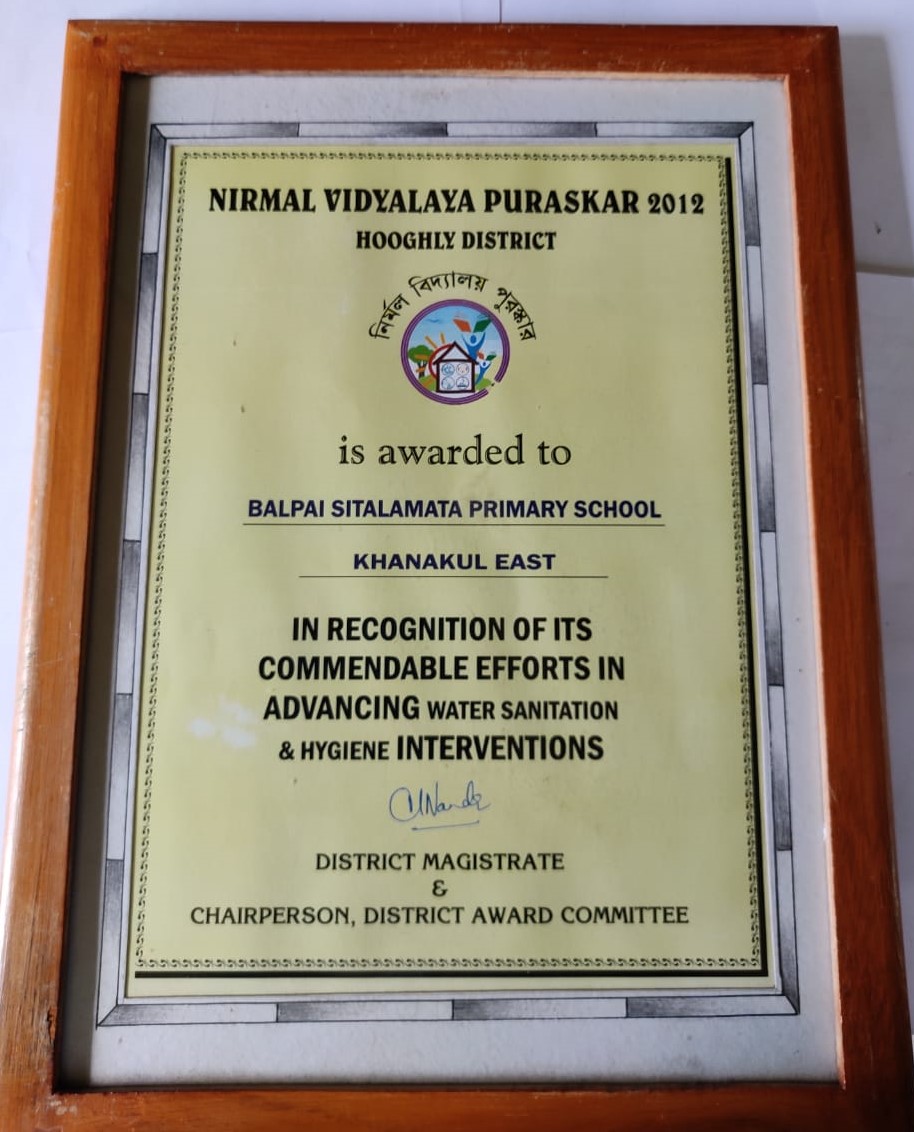 NIRMAL VIDYALAYA PURASKAR 2012
HOOGHLY DISTRICT
নির্মল বিদ্যালয় পুরস্কার
is awarded to
BALPAI SITALAMATA PRIMARY SCHOOL
KHANAKUL EAST
IN RECOGNITION OF ITS
COMMENDABLE EFFORTS IN
ADVANCING WATER SANITATION
& HYGIENE INTERVENTIONS
DISTRICT MAGISTRATE
&
CHAIRPERSON, DISTRICT AWARD COMMITTEE